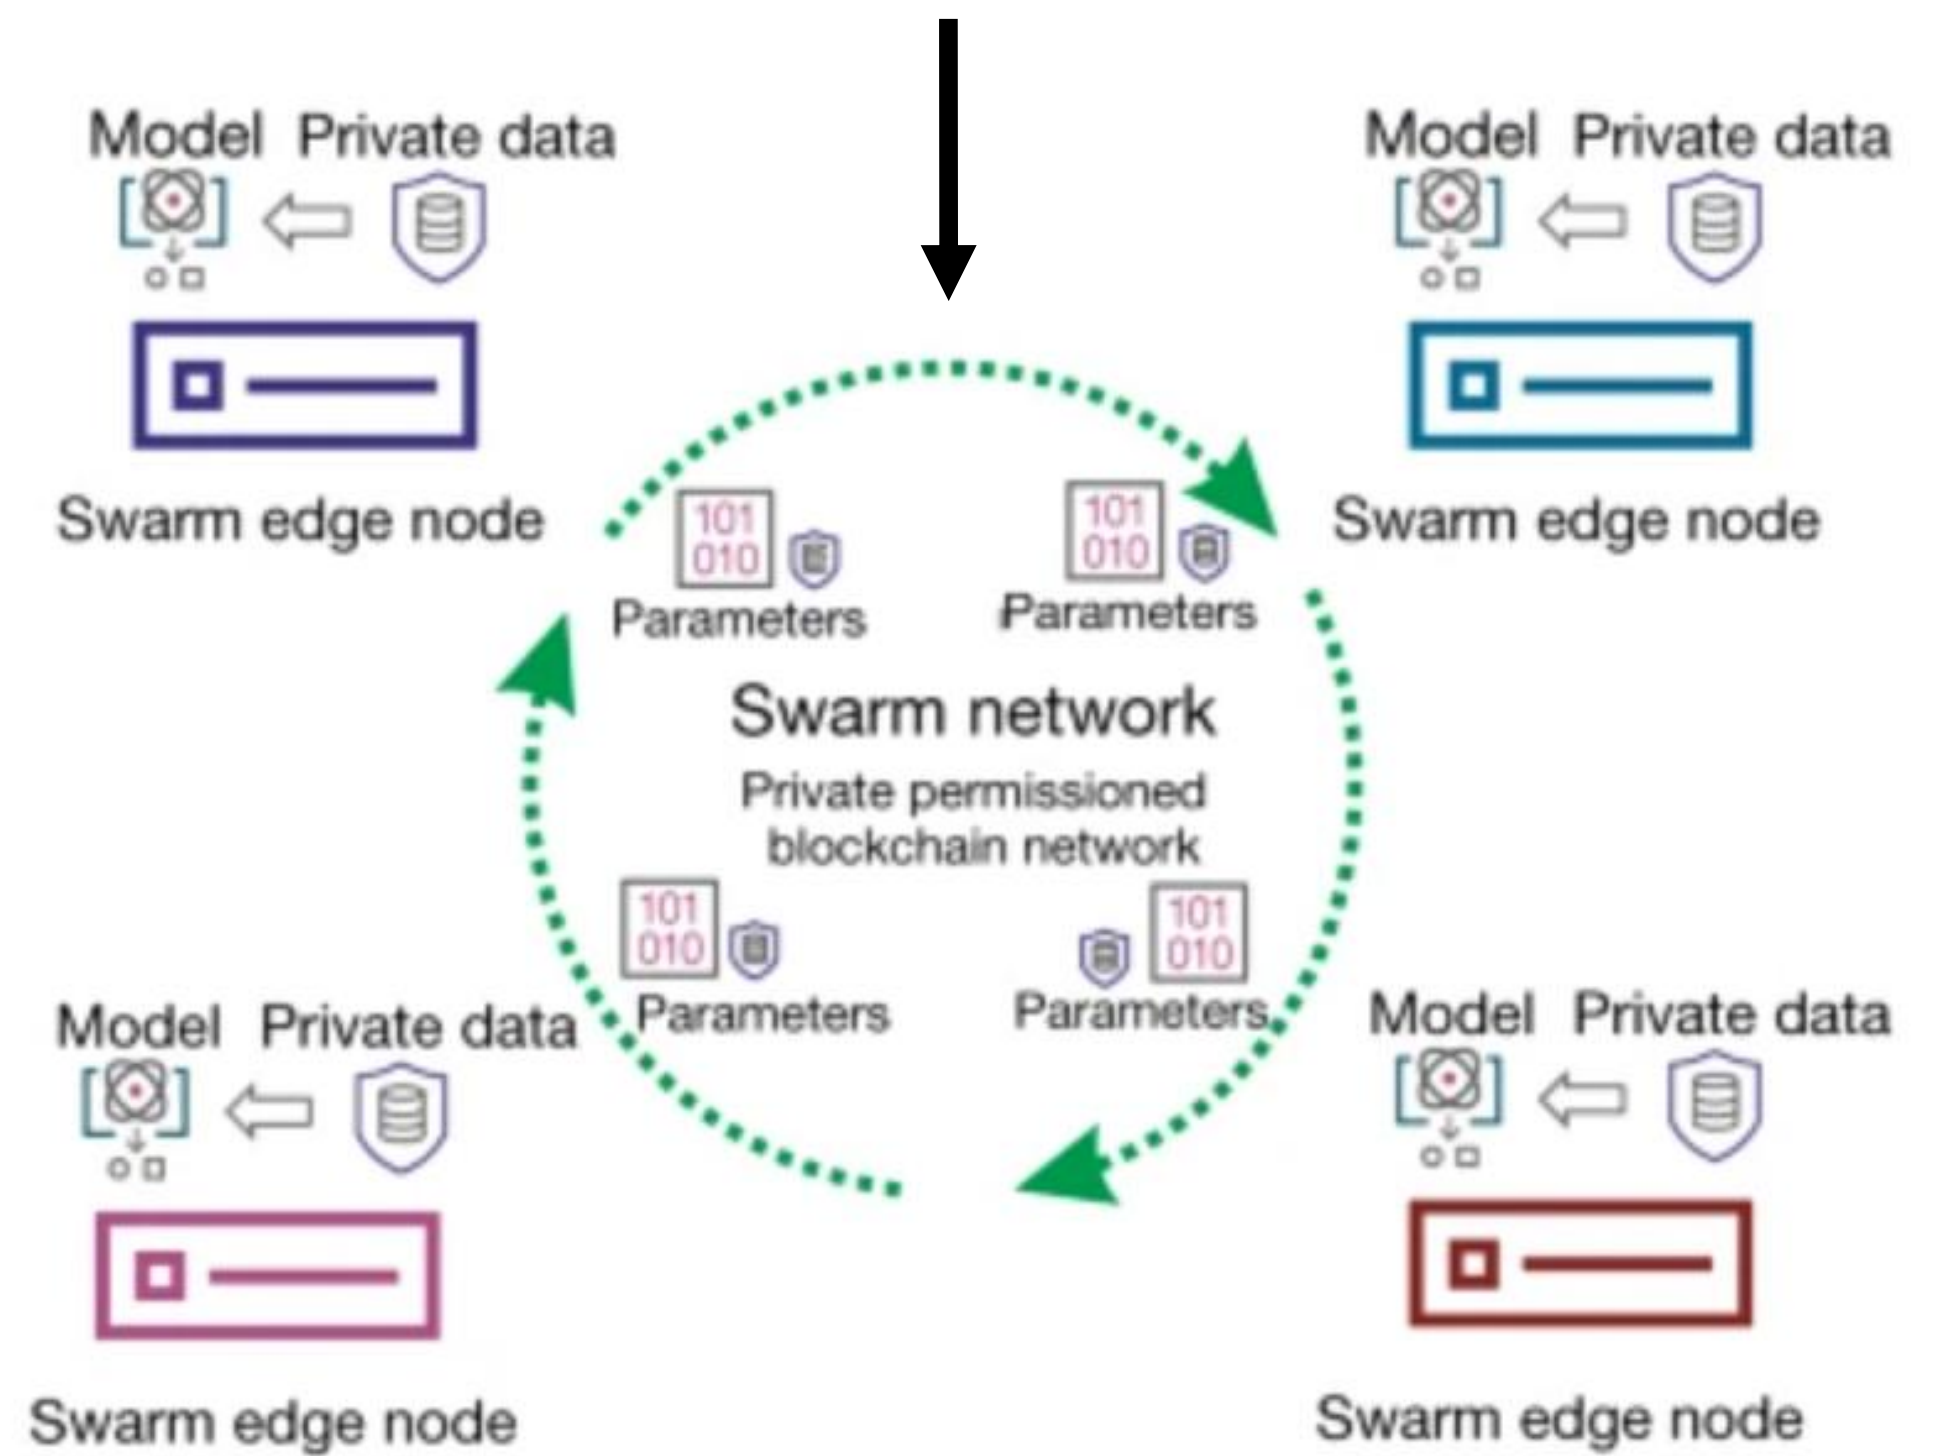 Model Private data
Model Private data
Swarm edge node
Swarm edge node
101
010
Parameters
101
010
Parameters
Swarm network
Private permissioned
blockchain network
101
010
Parameters
101
010
Parameters
Model Private data
Model Private data
Swarm edge node
Swarm edge node